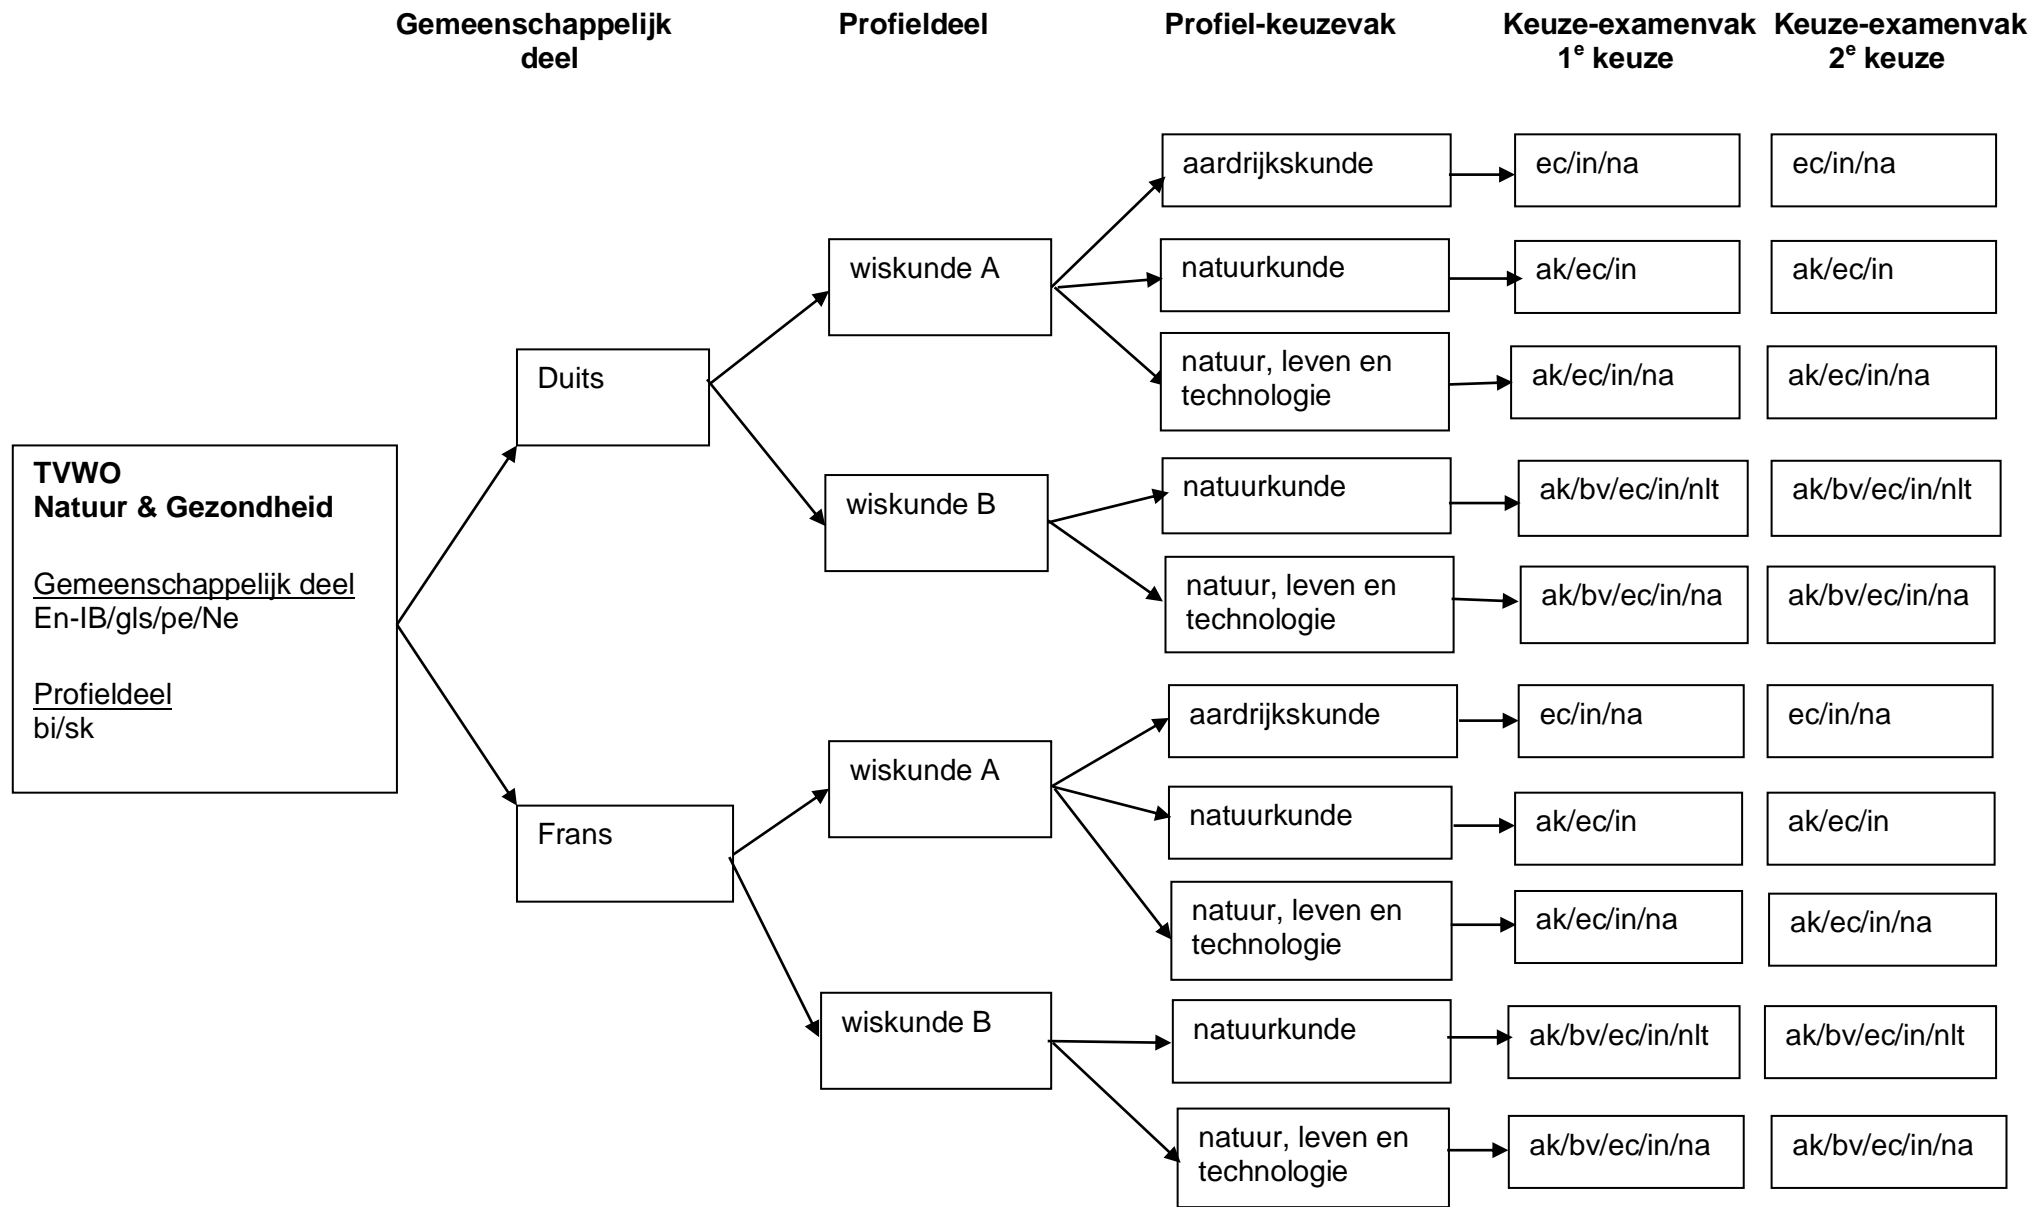 Gemeenschappelijk deel
Profieldeel
Profiel-keuzevak
Keuze-examenvak 1e keuze
Keuze-examenvak 2e keuze
TVWO
Natuur & Gezondheid
Gemeenschappelijk deel
En-IB/gls/pe/Ne
Profieldeel
bi/sk
Duits
wiskunde A
aardrijkskunde
ec/in/na
ec/in/na
natuurkunde
ak/ec/in
ak/ec/in
natuur, leven en
technologie
ak/ec/in/na
ak/ec/in/na
wiskunde B
natuurkunde
ak/bv/ec/in/nlt
ak/bv/ec/in/nlt
natuur, leven en
technologie
ak/bv/ec/in/na
ak/bv/ec/in/na
Frans
wiskunde A
aardrijkskunde
ec/in/na
ec/in/na
natuurkunde
ak/ec/in
ak/ec/in
natuur, leven en
technologie
ak/ec/in/na
ak/ec/in/na
wiskunde B
natuurkunde
ak/bv/ec/in/nlt
ak/bv/ec/in/nlt
natuur, leven en
technologie
ak/bv/ec/in/na
ak/bv/ec/in/na